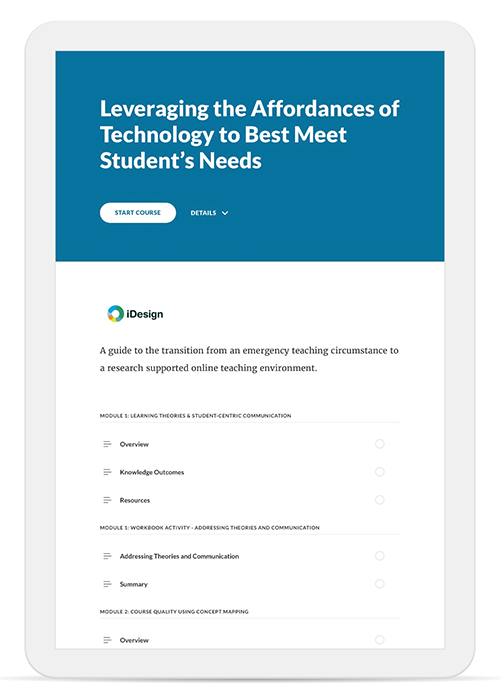 Leveraging the Affordances of
Technology to Best Meet
Student’s Needs
START COURSE
DETAILS
iDesign
A guide to the transition from an emergency teaching circumstance to
a research supported online teaching environment.
MODULE 1: LEARNING THEORIES & STUDENT-CENTRIC COMMUNICATION
Overview
Knowledge Outcomes
Resources
MODULE 1: WORKBOOK ACTIVITY - ADDRESSING THEORIES AND COMMUNICATION
Addressing Theories and Communication
Summary
MODULE 2: COURSE QUALITY USING CONCEPT MAPPING
Overview